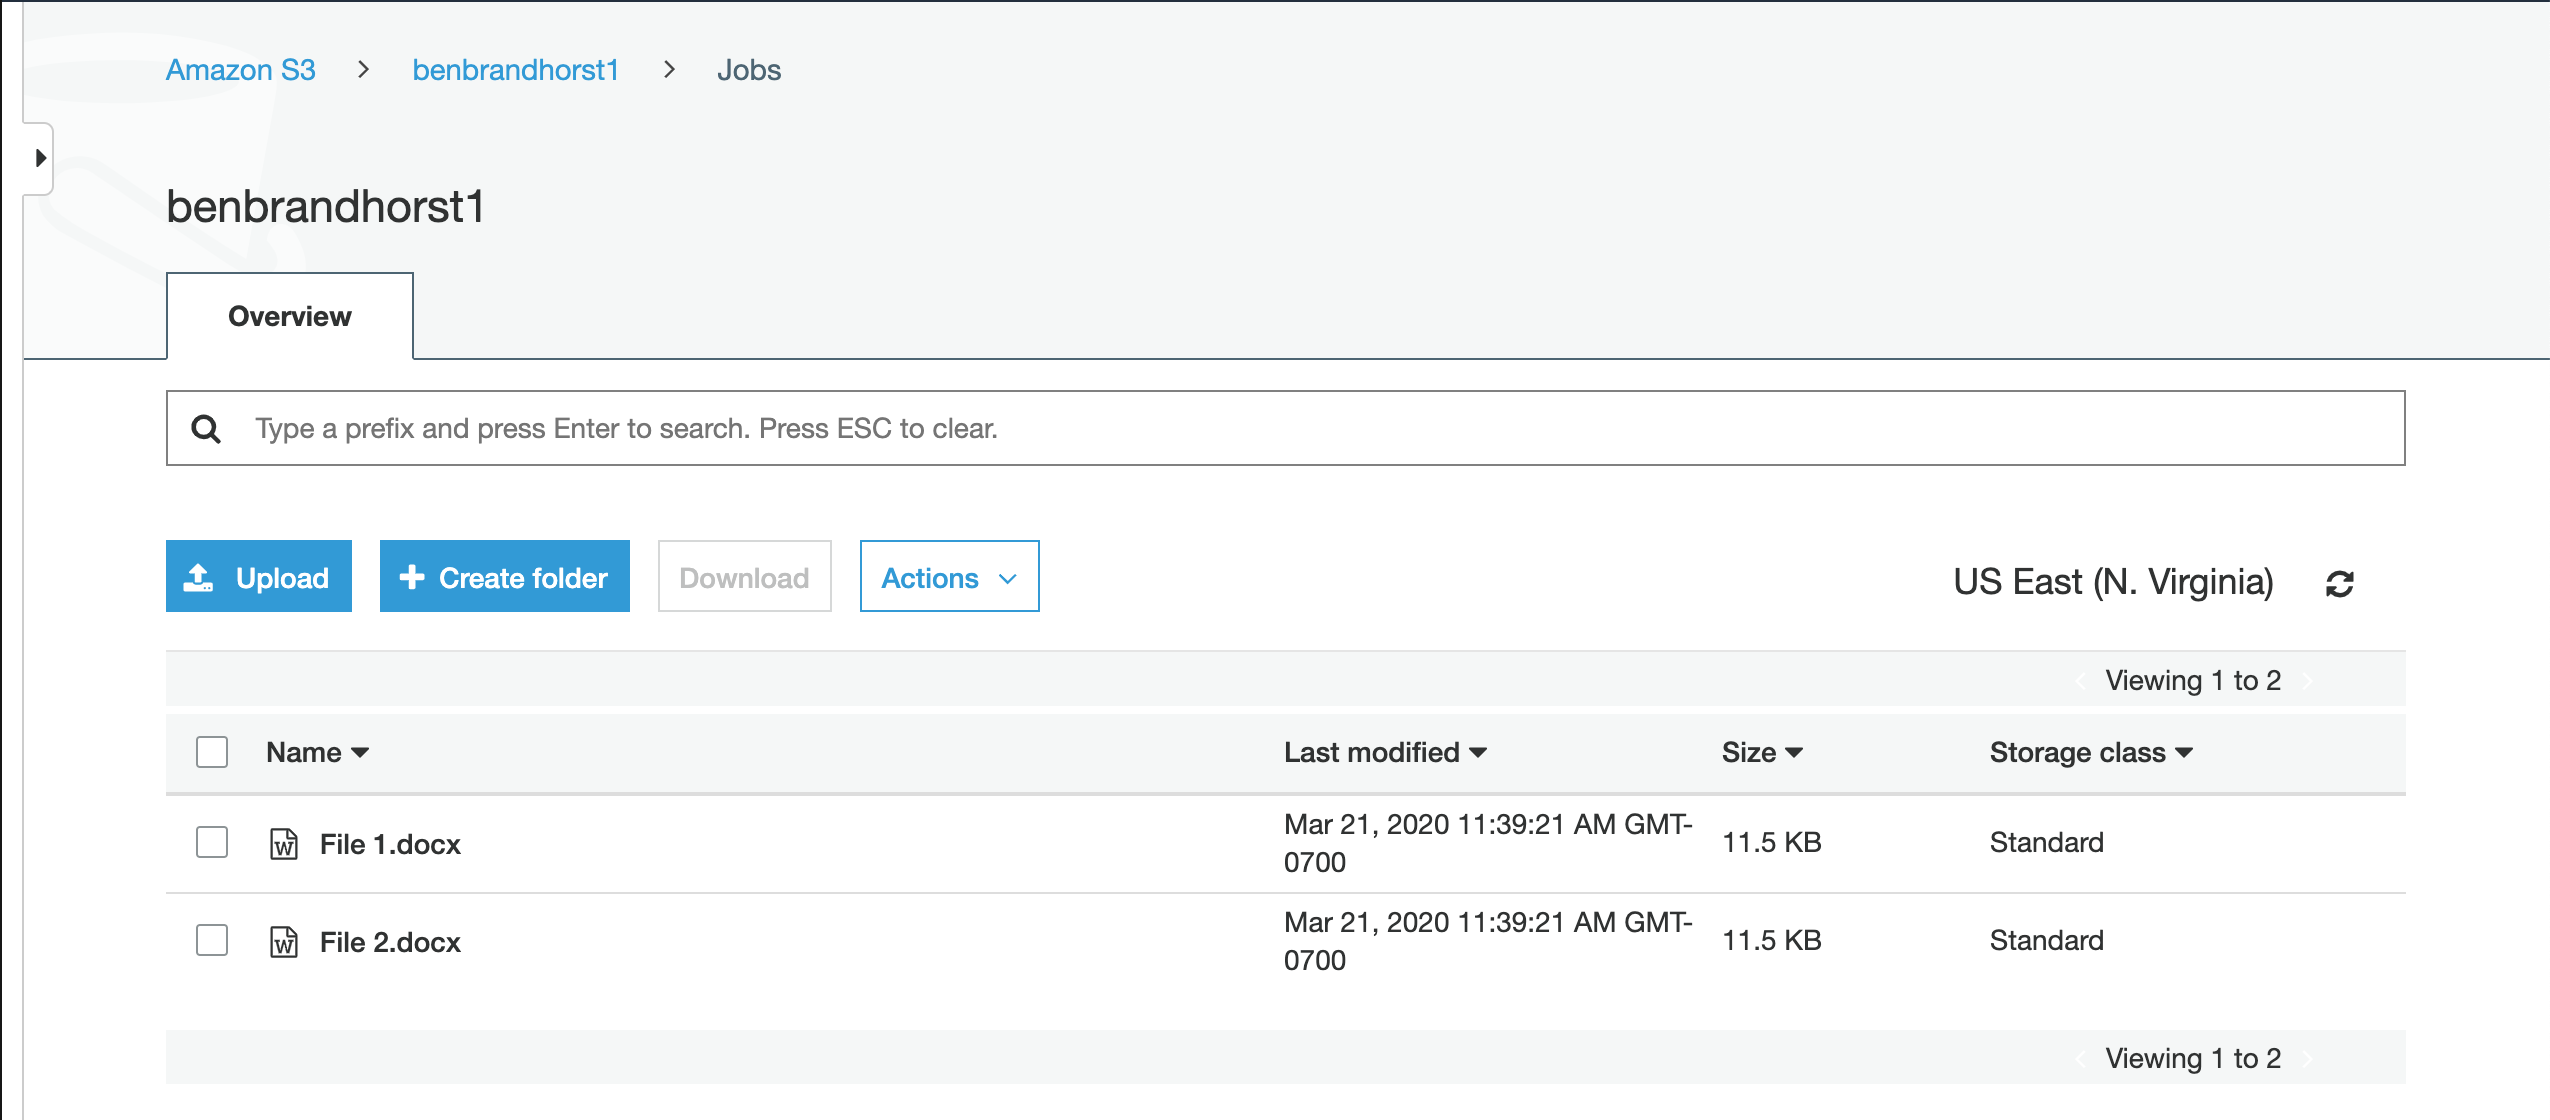 Amazon S3 > benbrandhorst1 > Jobs
benbrandhorst1
Overview
Type a prefix and press Enter to search. Press ESC to clear.
Upload Create folder Download Actions US East (N. Virginia)
Viewing 1 to 2
Name Last modified Size Storage class
File 1.docx Mar 21, 2020 11:39:21 AM GMT- 11.5 KB Standard
0700
File 2.docx Mar 21, 2020 11:39:21 AM GMT- 11.5 KB Standard
0700
Viewing 1 to 2